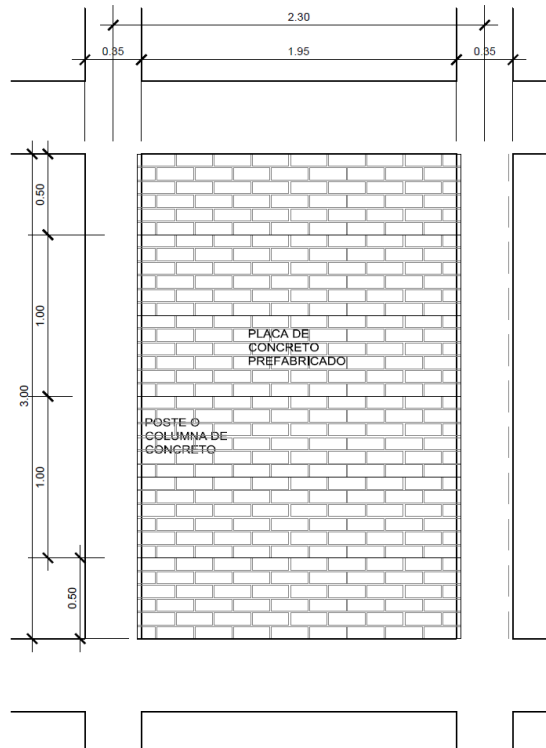 2.30
0.35
1.95
0.35
0.50
1.00
PLACA DE
CONCRETO
PREFABRICADO
3.00
POSTE O
COLUMNA DE
CONCRETO
1.00
0.50